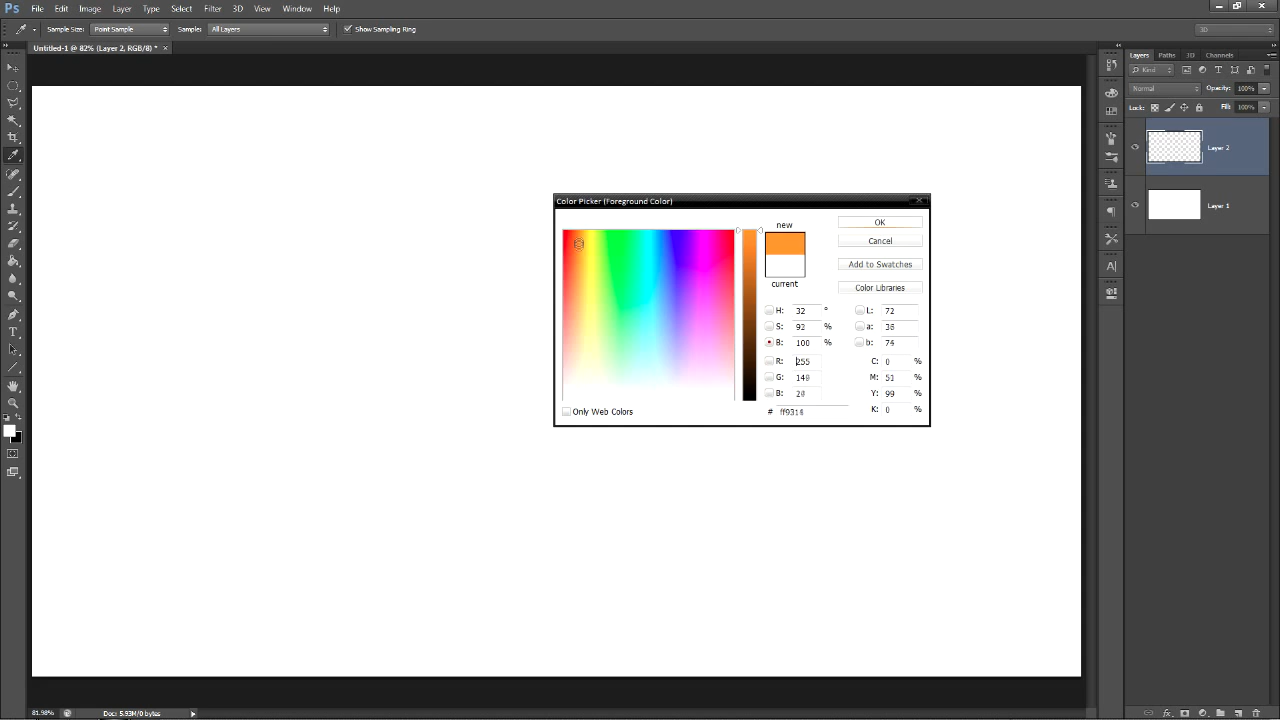 Ps File Edit Image Layer Type Select Filter 3D View Window Help
Sample Size: Point Sample Sample: All Layers Show Sampling Ring 3D
Untitled-1 @ 82% (Layer 2, RGB/8) * ×
Layers Paths 3D Channels
Kind
Normal Opacity: 100%
Lock: Fill: 100%
Layer 2
Layer 1
Color Picker (Foreground Color)
new
current
OK
Cancel
Add to Swatches
Color Libraries
H: 32 °
S: 92 %
B: 100 %
R: 255
G: 149
B: 20
L: 72
a: 36
b: 74
C: 0 %
M: 51 %
Y: 99 %
K: 0 %
Only Web Colors
#
81.98% Doc: 5.93M/0 bytes